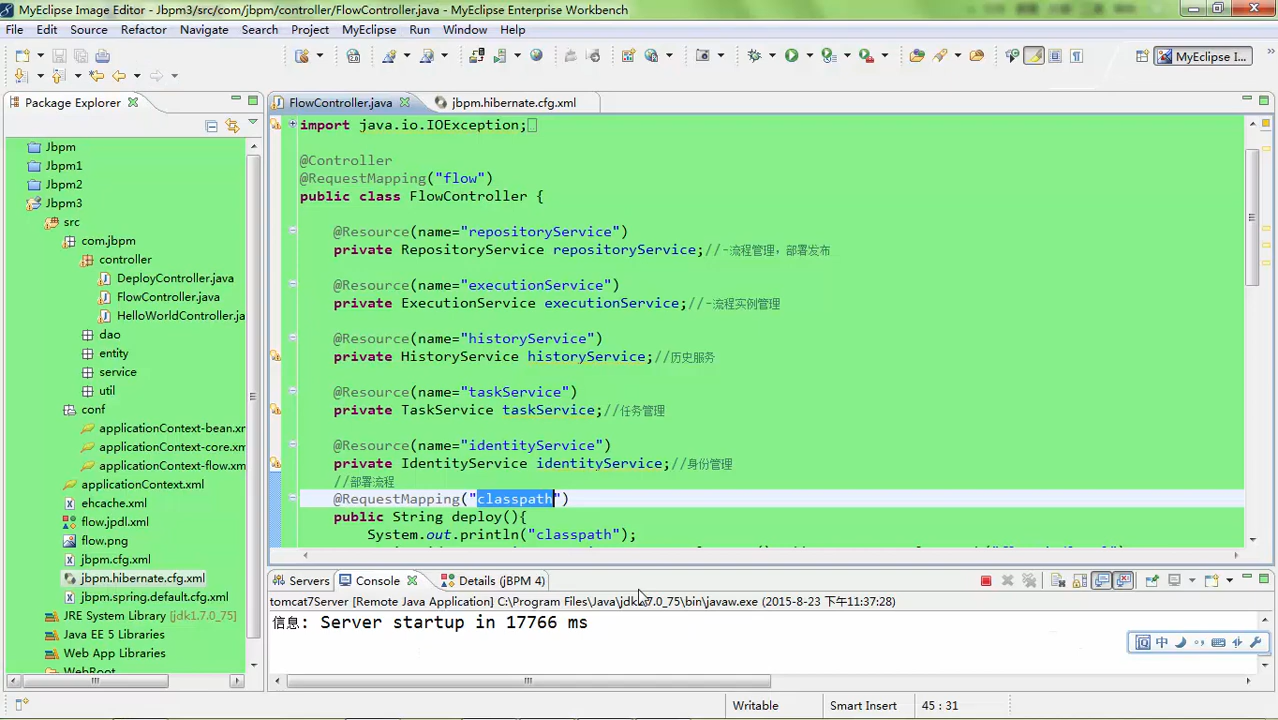 MyEclipse Image Editor - Jbpm3/src/com/jbpm/controller/FlowController.java - MyEclipse Enterprise Workbench
File Edit Source Refactor Navigate Search Project MyEclipse Run Window Help
MyEclipse I...
Package Explorer
Jbpm
Jbpm1
Jbpm2
Jbpm3
src
com.jbpm
controller
DeployController.java
FlowController.java
HelloWorldController.ja
dao
entity
service
util
conf
applicationContext-bean.xr
applicationContext-core.xm
applicationContext-flow.xm
applicationContext.xml
ehcache.xml
flow.jpdl.xml
flow.png
jbpm.cfg.xml
jbpm.hibernate.cfg.xml
jbpm.spring.default.cfg.xml
JRE System Library [jdk1.7.0_75]
Java EE 5 Libraries
Web App Libraries
WebRoot
FlowController.java jbpm.hibernate.cfg.xml
import java.io.IOException;
@Controller
@RequestMapping("flow")
public class FlowController {
@Resource(name="repositoryService")
private RepositoryService repositoryService;//-流程管理，部署发布
@Resource(name="executionService")
private ExecutionService executionService;//-流程实例管理
@Resource(name="historyService")
private HistoryService historyService;//历史服务
@Resource(name="taskService")
private TaskService taskService;//任务管理
@Resource(name="identityService")
private IdentityService identityService;//身份管理
//部署流程
@RequestMapping("classpath")
public String deploy(){
System.out.println("classpath");
Servers Console Details (jBPM 4)
tomcat7Server [Remote Java Application] C:\Program Files\Java\jdk1.7.0_75\bin\javaw.exe (2015-8-23 下午11:37:28)
信息: Server startup in 17766 ms
中
Writable Smart Insert 45 : 31